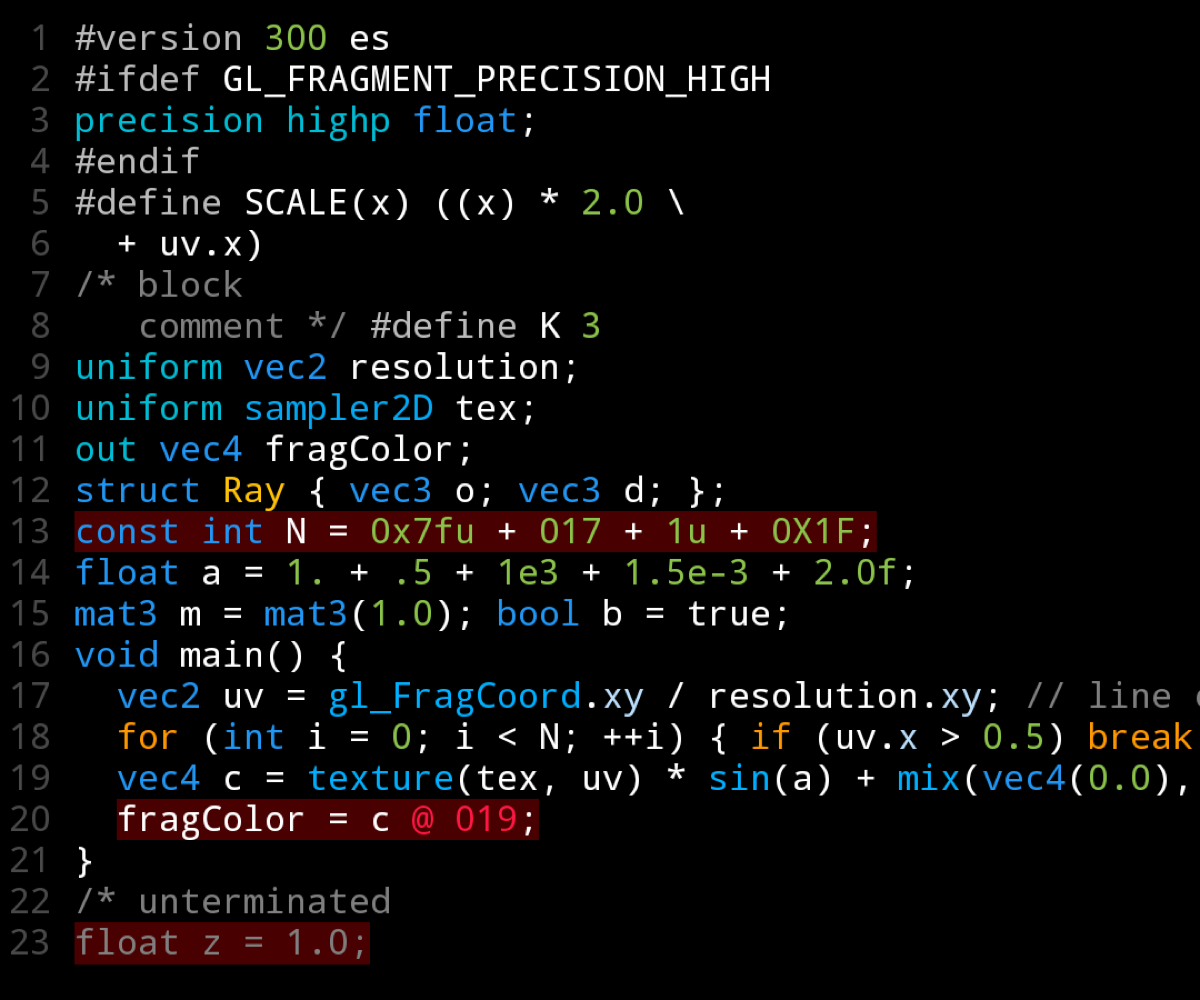 1 #version 300 es
2 #ifdef GL_FRAGMENT_PRECISION_HIGH
3 precision highp float;
4 #endif
5 #define SCALE(x) ((x) * 2.0 \
6   + uv.x)
7 /* block
8    comment */ #define K 3
9 uniform vec2 resolution;
10 uniform sampler2D tex;
11 out vec4 fragColor;
12 struct Ray { vec3 o; vec3 d; };
13 const int N = 0x7fu + 017 + 1u + 0X1F;
14 float a = 1. + .5 + 1e3 + 1.5e-3 + 2.0f;
15 mat3 m = mat3(1.0); bool b = true;
16 void main() {
17   vec2 uv = gl_FragCoord.xy / resolution.xy; // line
18   for (int i = 0; i < N; ++i) { if (uv.x > 0.5) break
19   vec4 c = texture(tex, uv) * sin(a) + mix(vec4(0.0),
20   fragColor = c @ 019;
21 }
22 /* unterminated
23 float z = 1.0;